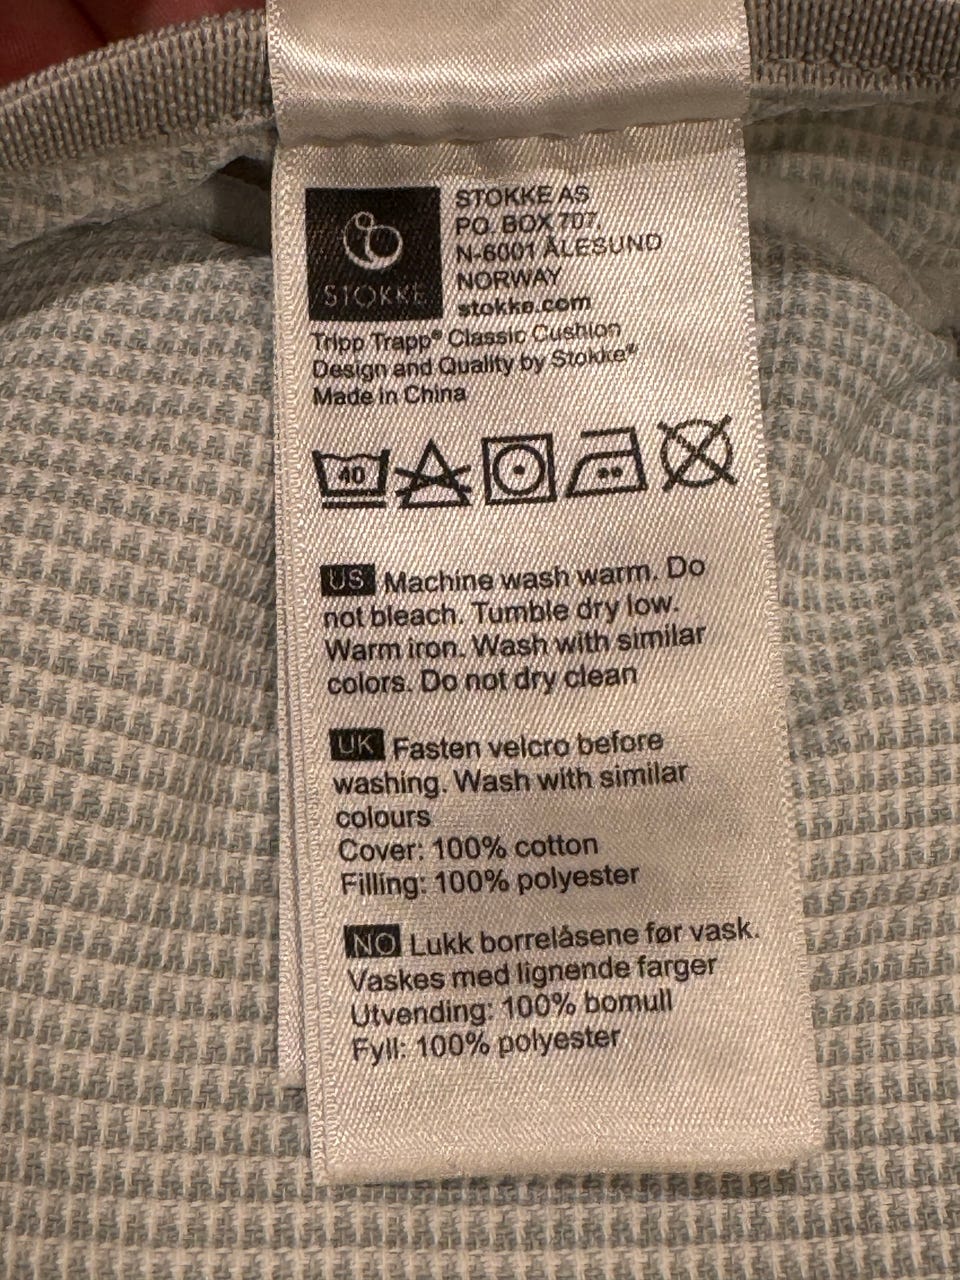 STOKKE
STOKKE AS
PO. BOX 707,
N-6001 ÅLESUND
NORWAY
stokke.com
Tripp Trapp® Classic Cushion
Design and Quality by Stokke®
Made in China
40
US Machine wash warm. Do
not bleach. Tumble dry low.
Warm iron. Wash with similar
colors. Do not dry clean
UK Fasten velcro before
washing. Wash with similar
colours
Cover: 100% cotton
Filling: 100% polyester
NO Lukk borrelåsene før vask.
Vaskes med lignende farger
Utvending: 100% bomull
Fyll: 100% polyester